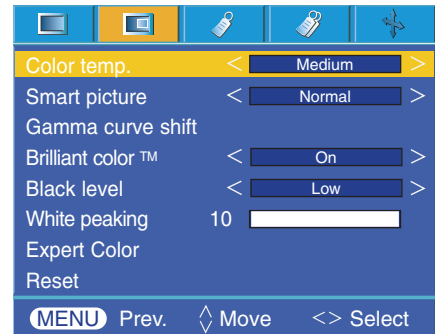 Color temp. < Medium >
Smart picture < Normal >
Gamma curve shift
Brilliant color TM < On >
Black level < Low >
White peaking 10
Expert Color
Reset
MENU Prev. Move <> Select